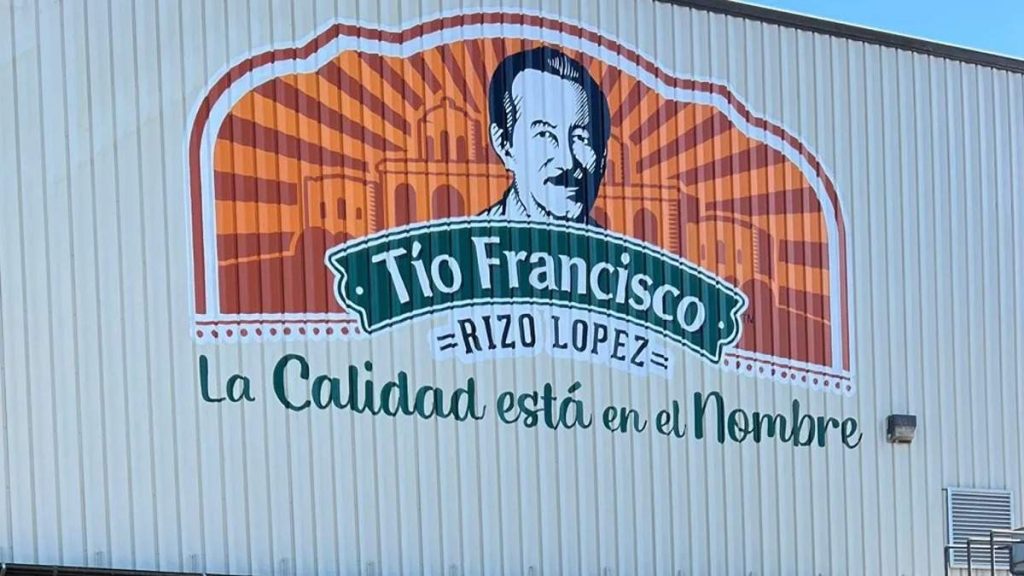 Tío Francisco
=RIZO LOPEZ=
La Calidad está en el Nombre